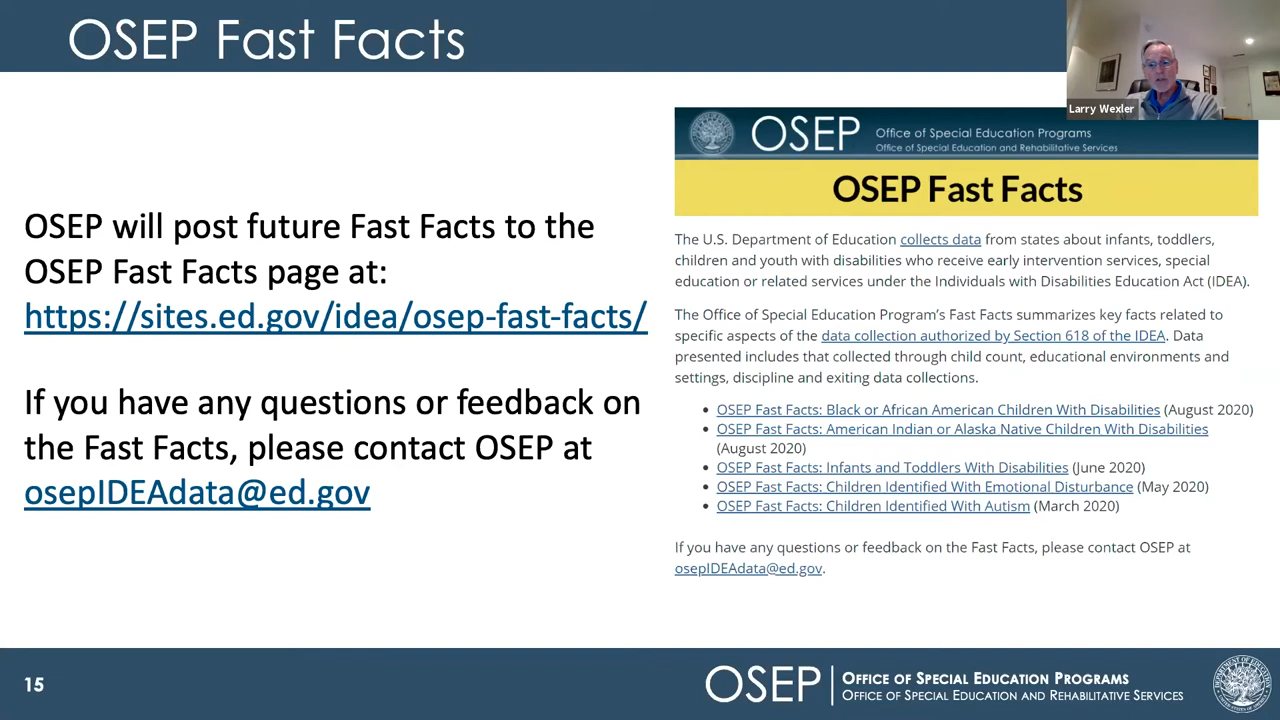 OSEP Fast Facts
Larry Wexler
OSEP will post future Fast Facts to the
OSEP Fast Facts page at:
https://sites.ed.gov/idea/osep-fast-facts/
If you have any questions or feedback on
the Fast Facts, please contact OSEP at
osepIDEAdata@ed.gov
OSEP
Office of Special Education Programs
Office of Special Education and Rehabilitative Services
OSEP Fast Facts
The U.S. Department of Education collects data from states about infants, toddlers,
children and youth with disabilities who receive early intervention services, special
education or related services under the Individuals with Disabilities Education Act (IDEA).
The Office of Special Education Program's Fast Facts summarizes key facts related to
specific aspects of the data collection authorized by Section 618 of the IDEA. Data
presented includes that collected through child count, educational environments and
settings, discipline and exiting data collections.
• OSEP Fast Facts: Black or African American Children With Disabilities (August 2020)
• OSEP Fast Facts: American Indian or Alaska Native Children With Disabilities
(August 2020)
• OSEP Fast Facts: Infants and Toddlers With Disabilities (June 2020)
• OSEP Fast Facts: Children Identified With Emotional Disturbance (May 2020)
• OSEP Fast Facts: Children Identified With Autism (March 2020)
If you have any questions or feedback on the Fast Facts, please contact OSEP at
osepIDEAdata@ed.gov.
15
OSEP
OFFICE OF SPECIAL EDUCATION PROGRAMS
OFFICE OF SPECIAL EDUCATION AND REHABILITATIVE SERVICES